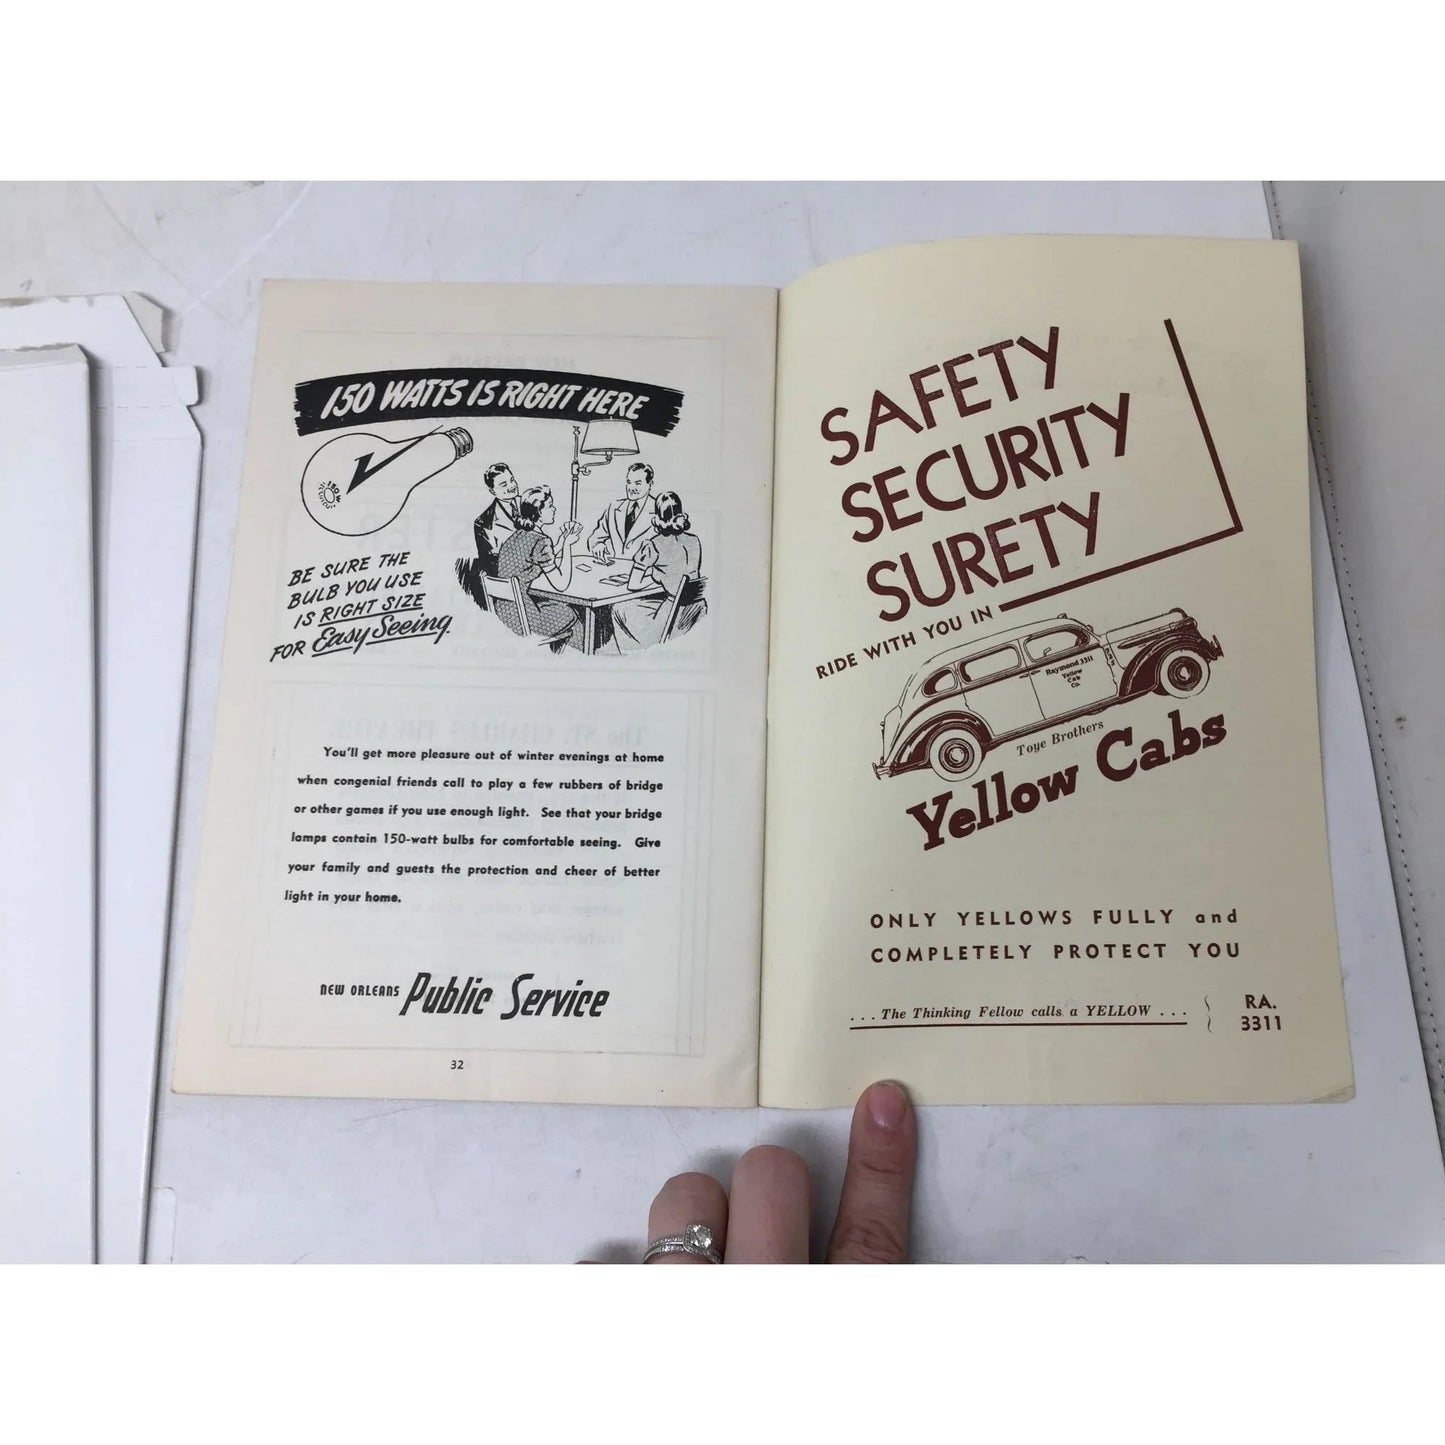 150 WATTS IS RIGHT HERE
150 W
BE SURE THE
BULB YOU USE
IS RIGHT SIZE
FOR Easy Seeing.
You'll get more pleasure out of winter evenings at home
when congenial friends call to play a few rubbers of bridge
or other games if you use enough light. See that your bridge
lamps contain 150-watt bulbs for comfortable seeing. Give
your family and guests the protection and cheer of better
light in your home.
NEW ORLEANS Public Service
32
SAFETY
SECURITY
SURETY
RIDE WITH YOU IN
Raymond 3311
Yellow
Cab
Co.
Toye Brothers
Yellow Cabs
ONLY YELLOWS FULLY and
COMPLETELY PROTECT YOU
. . . The Thinking Fellow calls a YELLOW . . .
RA.
3311